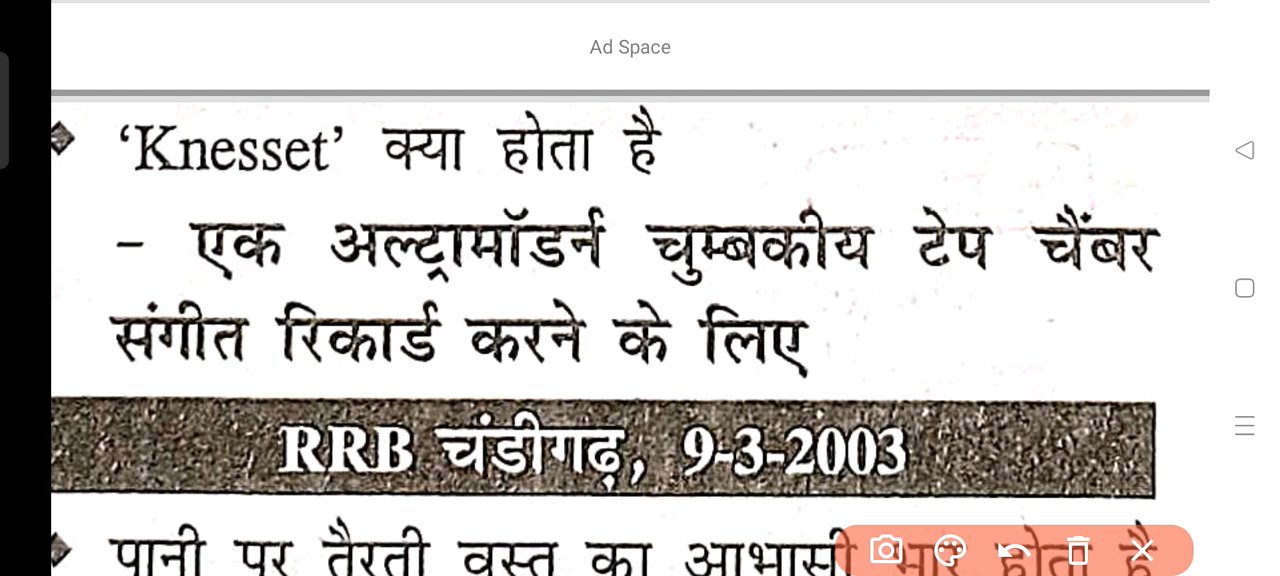 Ad Space
‘Knesset’ क्या होता है
– एक अल्ट्रामॉडर्न चुम्बकीय टेप चैंबर
संगीत रिकार्ड करने के लिए
RRB चंडीगढ़, 9-3-2003
पानी पर तैरती वस्तु का आभासी भार होता है